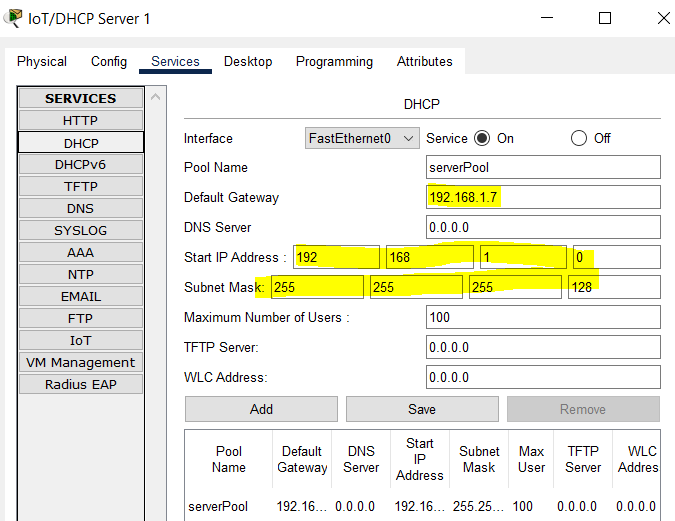 IoT/DHCP Server 1
Physical Config Services Desktop Programming Attributes
SERVICES
HTTP
DHCP
DHCPv6
TFTP
DNS
SYSLOG
AAA
NTP
EMAIL
FTP
IoT
VM Management
Radius EAP
DHCP
Interface FastEthernet0 Service On Off
Pool Name serverPool
Default Gateway 192.168.1.7
DNS Server 0.0.0.0
Start IP Address : 192 168 1 0
Subnet Mask: 255 255 255 128
Maximum Number of Users : 100
TFTP Server: 0.0.0.0
WLC Address: 0.0.0.0
Add Save Remove
Pool Name Default Gateway DNS Server Start IP Address Subnet Mask Max User TFTP Server WLC Addres
serverPool 192.16... 0.0.0.0 192.16... 255.25... 100 0.0.0.0 0.0.0.0